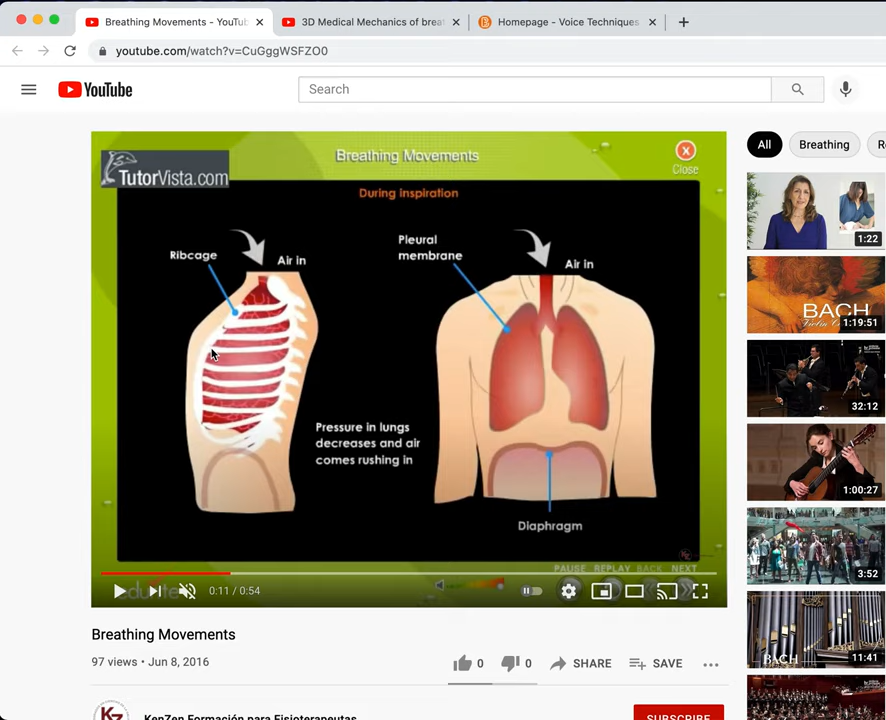 Breathing Movements - YouTub
3D Medical Mechanics of breat
Homepage - Voice Techniques
youtube.com/watch?v=CuGggWSFZO0
YouTube
Search
All
Breathing
TutorVista.com
Breathing Movements
Close
During inspiration
Ribcage
Air in
Pleural
membrane
Air in
Pressure in lungs
decreases and air
comes rushing in
Diaphragm
PAUSE REPLAY BACK NEXT
0:11 / 0:54
1:22
BACH
1:19:51
32:12
1:00:27
3:52
BACH
11:41
Breathing Movements
97 views • Jun 8, 2016
0
0
SHARE
SAVE
KenZen Formación para Fisioterapeutas
SUBSCRIBE